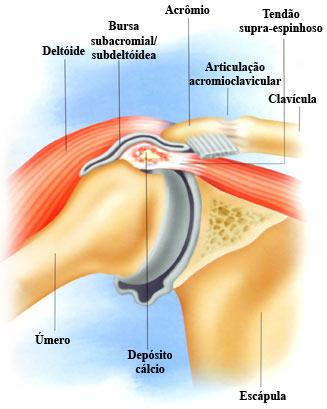 Acrômio
Tendão
supra-espinhoso
Bursa
subacromial/
subdeltóidea
Deltóide
Articulação
acromioclavicular
Clavícula
Úmero
Depósito
cálcio
Escápula